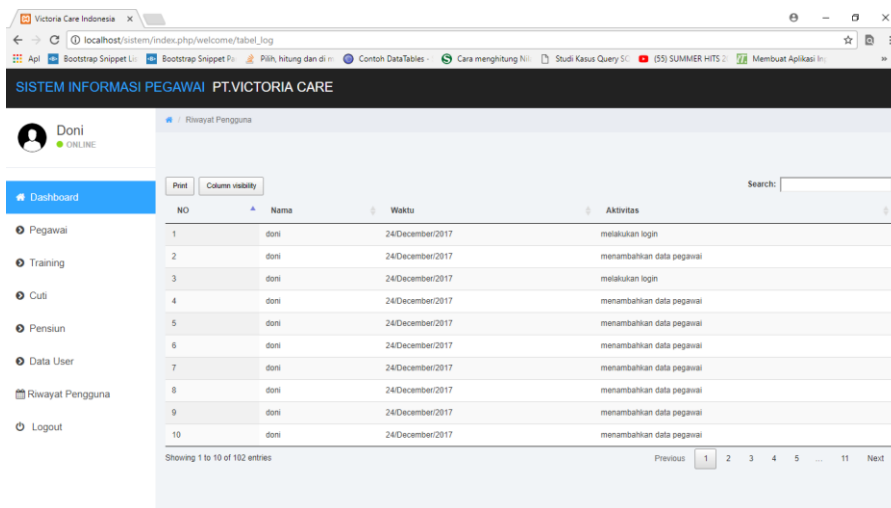 Victoria Care Indonesia
localhost/sistem/index.php/welcome/tabel_log
Apl Bootstrap Snippet Li Bootstrap Snippet Pa Pilih, hitung dan di m Contoh DataTables - Cara menghitung Nil Studi Kasus Query SQ (55) SUMMER HITS 2 Membuat Aplikasi In
SISTEM INFORMASI PEGAWAI PT.VICTORIA CARE
Doni
ONLINE
Dashboard
Pegawai
Training
Cuti
Pensiun
Data User
Riwayat Pengguna
Logout
/ Riwayat Pengguna
Print Column visibility Search:
NO Nama Waktu Aktivitas
1 doni 24/December/2017 melakukan login
2 doni 24/December/2017 menambahkan data pegawai
3 doni 24/December/2017 melakukan login
4 doni 24/December/2017 menambahkan data pegawai
5 doni 24/December/2017 menambahkan data pegawai
6 doni 24/December/2017 menambahkan data pegawai
7 doni 24/December/2017 menambahkan data pegawai
8 doni 24/December/2017 menambahkan data pegawai
9 doni 24/December/2017 menambahkan data pegawai
10 doni 24/December/2017 menambahkan data pegawai
Showing 1 to 10 of 102 entries Previous 1 2 3 4 5 ... 11 Next